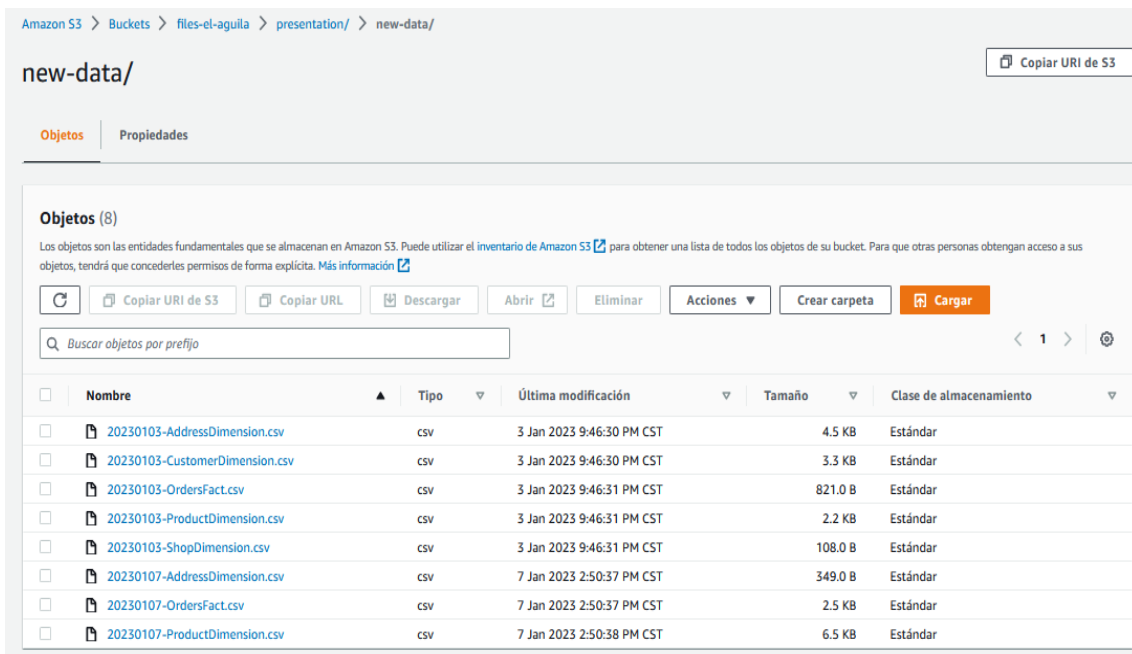 Amazon S3 > Buckets > files-el-aguila > presentation/ > new-data/
new-data/
Copiar URI de S3
Objetos Propiedades
Objetos (8)
Los objetos son las entidades fundamentales que se almacenan en Amazon S3. Puede utilizar el inventario de Amazon S3 para obtener una lista de todos los objetos de su bucket. Para que otras personas obtengan acceso a sus
objetos, tendrá que concederles permisos de forma explícita. Más información
Copiar URI de S3 Copiar URL Descargar Abrir Eliminar Acciones Crear carpeta Cargar
Buscar objetos por prefijo
< 1 >
Nombre Tipo Última modificación Tamaño Clase de almacenamiento
20230103-AddressDimension.csv csv 3 Jan 2023 9:46:30 PM CST 4.5 KB Estándar
20230103-CustomerDimension.csv csv 3 Jan 2023 9:46:30 PM CST 3.3 KB Estándar
20230103-OrdersFact.csv csv 3 Jan 2023 9:46:31 PM CST 821.0 B Estándar
20230103-ProductDimension.csv csv 3 Jan 2023 9:46:31 PM CST 2.2 KB Estándar
20230103-ShopDimension.csv csv 3 Jan 2023 9:46:31 PM CST 108.0 B Estándar
20230107-AddressDimension.csv csv 7 Jan 2023 2:50:37 PM CST 349.0 B Estándar
20230107-OrdersFact.csv csv 7 Jan 2023 2:50:37 PM CST 2.5 KB Estándar
20230107-ProductDimension.csv csv 7 Jan 2023 2:50:38 PM CST 6.5 KB Estándar